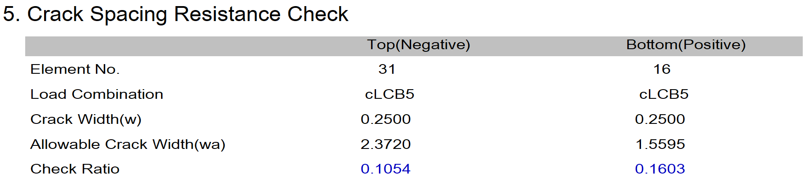 5. Crack Spacing Resistance Check
Top(Negative) Bottom(Positive)
Element No. 31 16
Load Combination cLCB5 cLCB5
Crack Width(w) 0.2500 0.2500
Allowable Crack Width(wa) 2.3720 1.5595
Check Ratio 0.1054 0.1603